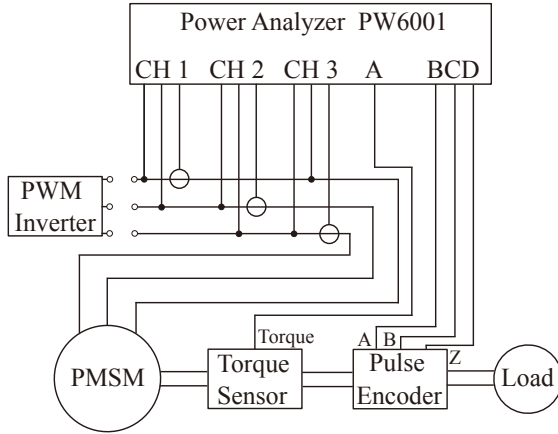 Power Analyzer PW6001
CH 1 CH 2 CH 3 A BCD
PWM
Inverter
Torque
A B
Z
PMSM
Torque
Sensor
Pulse
Encoder
Load